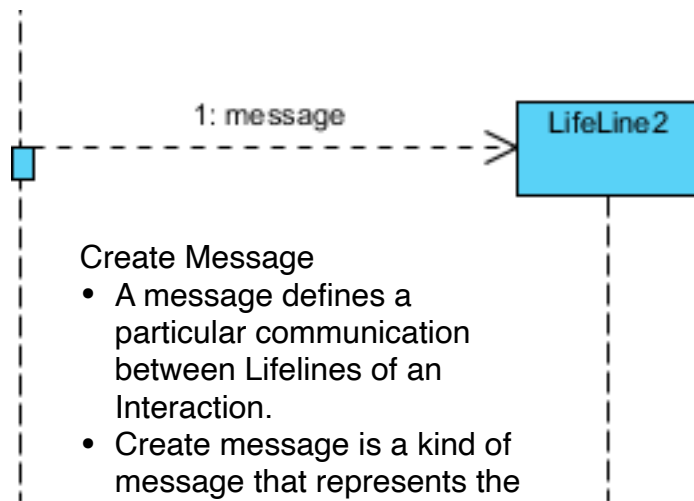 1: message
LifeLine2
Create Message
• A message defines a
particular communication
between Lifelines of an
Interaction.
• Create message is a kind of
message that represents the